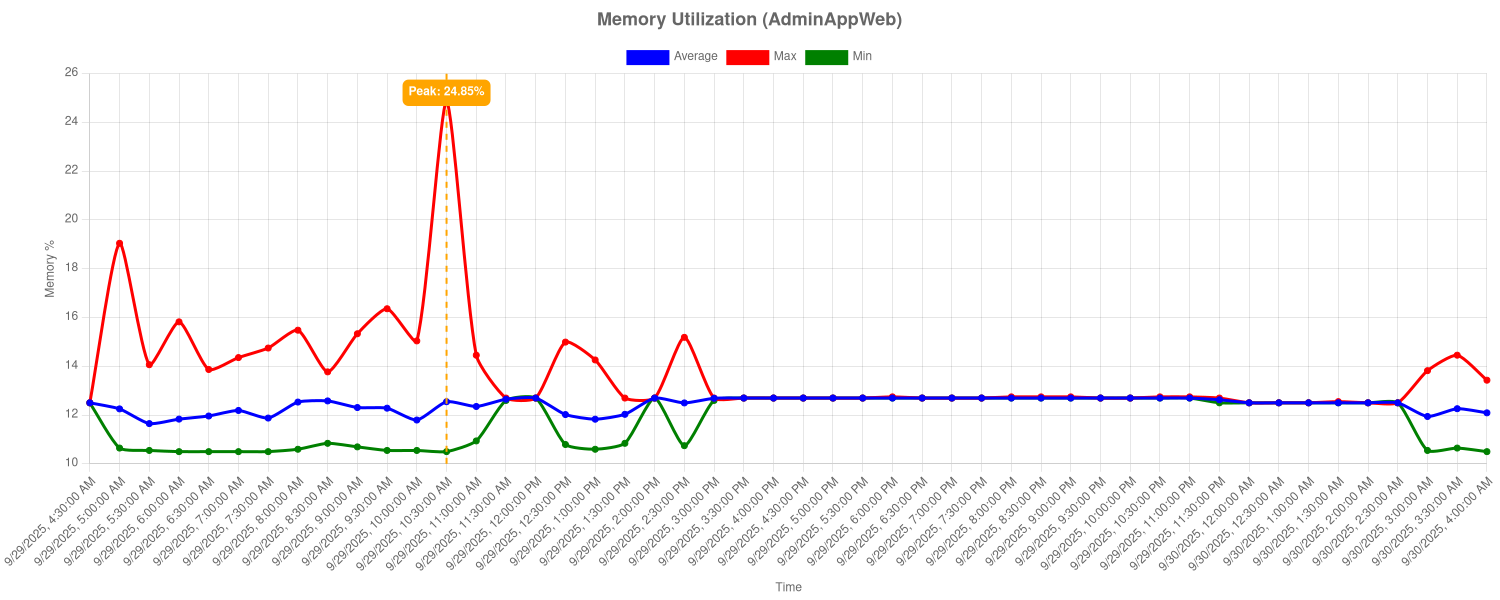 Memory Utilization (AdminAppWeb)
Average Max Min
Peak: 24.85%
26
24
22
20
18
16
14
12
10
Memory %
9/29/2025, 4:30:00 AM
9/29/2025, 5:00:00 AM
9/29/2025, 5:30:00 AM
9/29/2025, 6:00:00 AM
9/29/2025, 6:30:00 AM
9/29/2025, 7:00:00 AM
9/29/2025, 7:30:00 AM
9/29/2025, 8:00:00 AM
9/29/2025, 8:30:00 AM
9/29/2025, 9:00:00 AM
9/29/2025, 9:30:00 AM
9/29/2025, 10:00:00 AM
9/29/2025, 10:30:00 AM
9/29/2025, 11:00:00 AM
9/29/2025, 11:30:00 AM
9/29/2025, 12:00:00 PM
9/29/2025, 12:30:00 PM
9/29/2025, 1:00:00 PM
9/29/2025, 1:30:00 PM
9/29/2025, 2:00:00 PM
9/29/2025, 2:30:00 PM
9/29/2025, 3:00:00 PM
9/29/2025, 3:30:00 PM
9/29/2025, 4:00:00 PM
9/29/2025, 4:30:00 PM
9/29/2025, 5:00:00 PM
9/29/2025, 5:30:00 PM
9/29/2025, 6:00:00 PM
9/29/2025, 6:30:00 PM
9/29/2025, 7:00:00 PM
9/29/2025, 7:30:00 PM
9/29/2025, 8:00:00 PM
9/29/2025, 8:30:00 PM
9/29/2025, 9:00:00 PM
9/29/2025, 9:30:00 PM
9/29/2025, 10:00:00 PM
9/29/2025, 10:30:00 PM
9/29/2025, 11:00:00 PM
9/29/2025, 11:30:00 PM
9/30/2025, 12:00:00 AM
9/30/2025, 12:30:00 AM
9/30/2025, 1:00:00 AM
9/30/2025, 1:30:00 AM
9/30/2025, 2:00:00 AM
9/30/2025, 2:30:00 AM
9/30/2025, 3:00:00 AM
9/30/2025, 3:30:00 AM
9/30/2025, 4:00:00 AM
Time